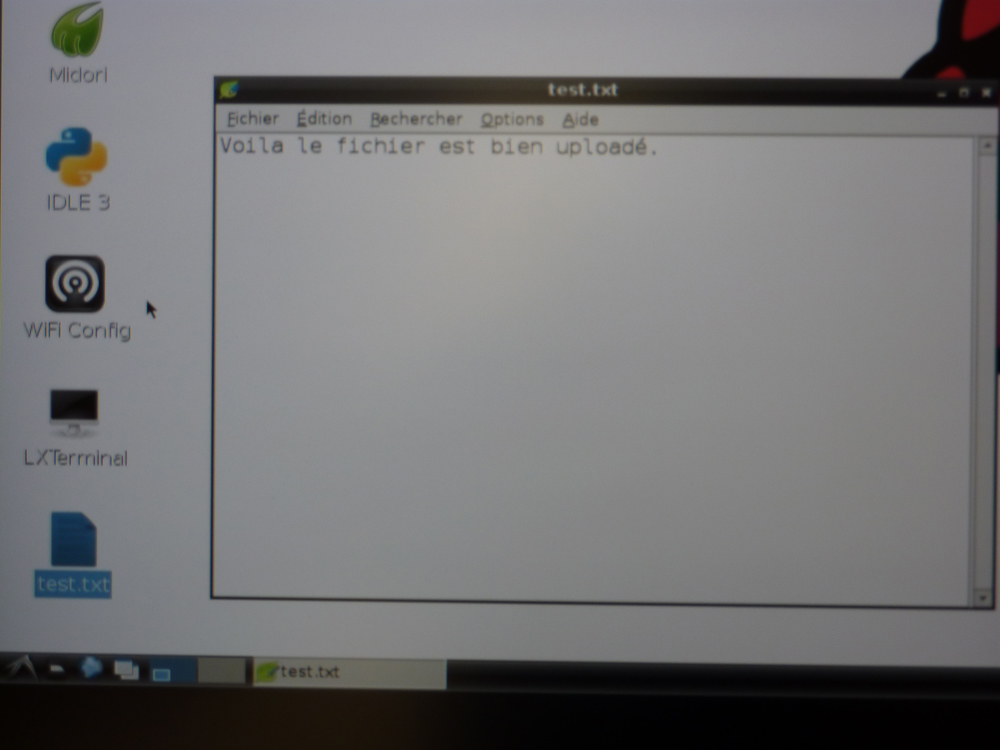 Midori
IDLE 3
WiFi Config
LXTerminal
test.txt
test.txt
Fichier Édition Rechercher Options Aide
Voila le fichier est bien uploadé.
test.txt